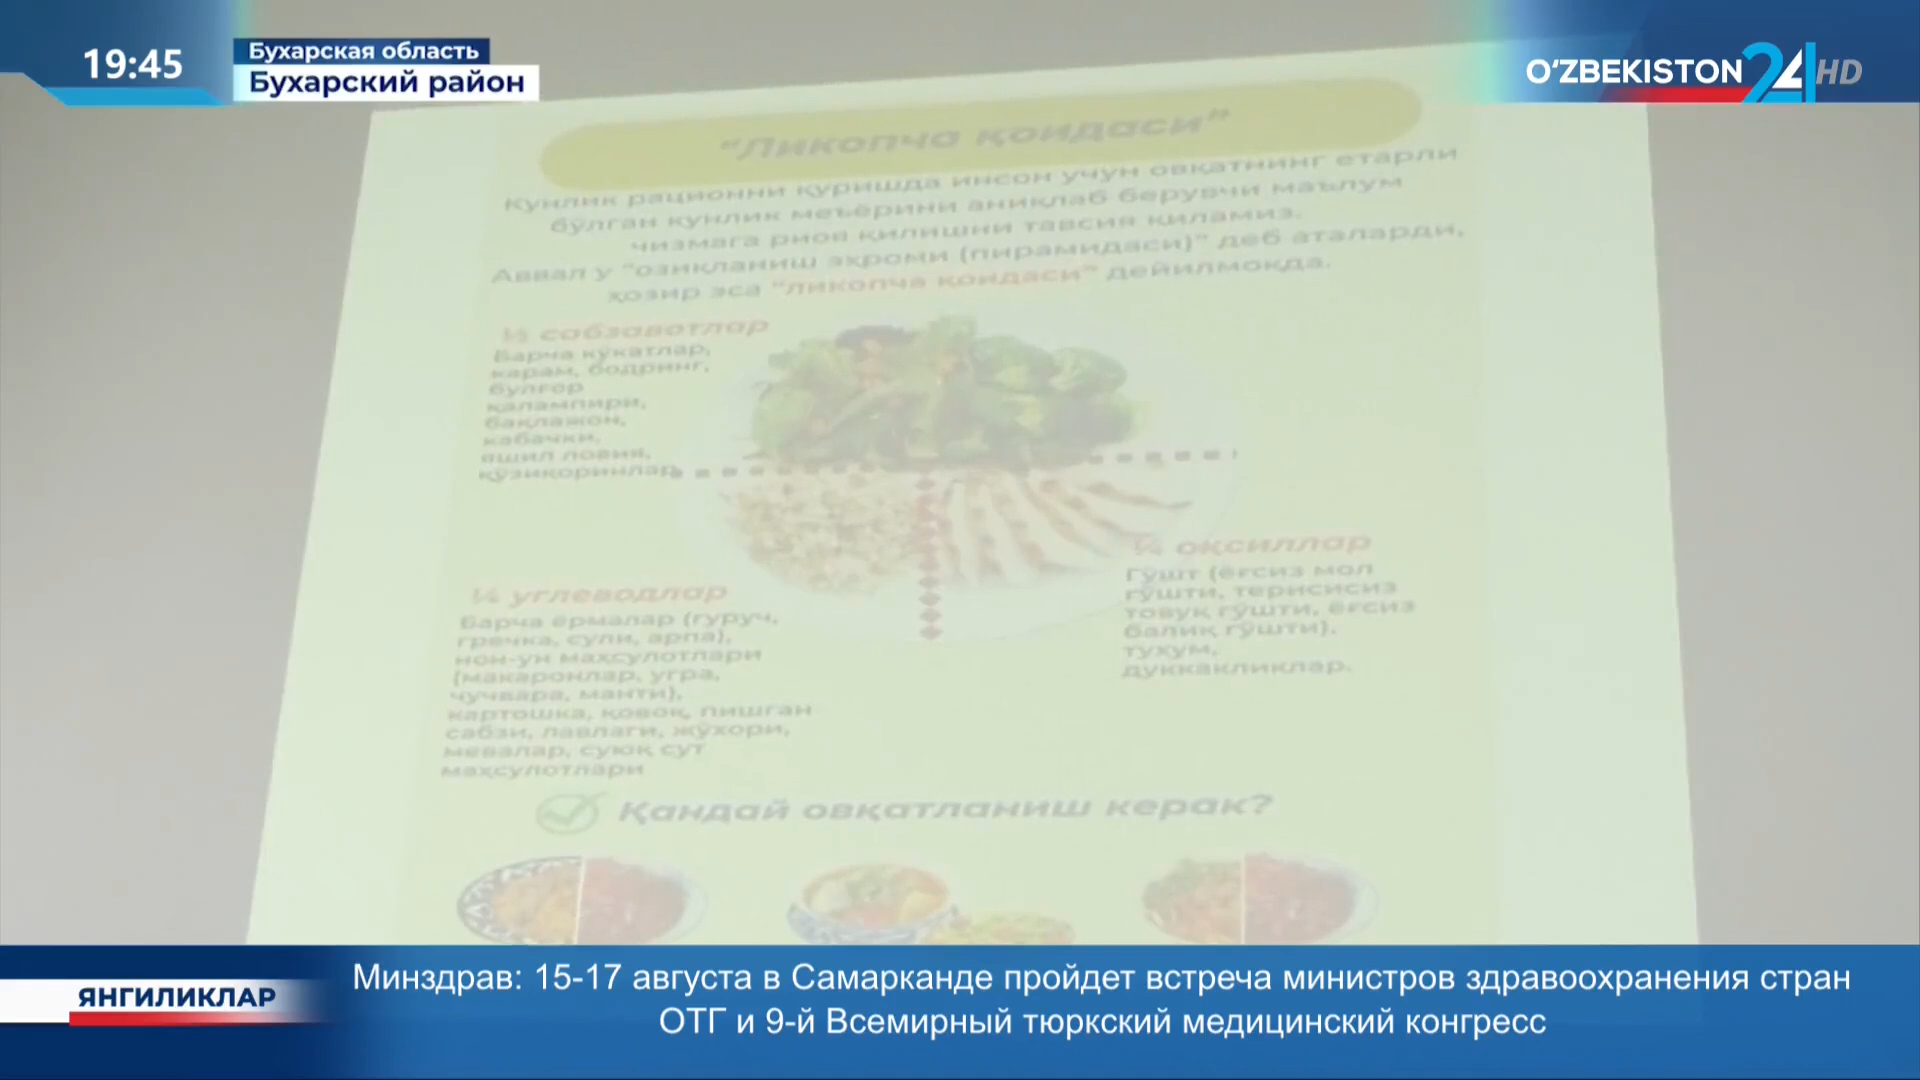 19:45
Бухарская область
Бухарский район
O‘ZBEKISTON 24 HD
"Ликопча қоидаси"
Кунлик рационни қуришда инсон учун овқатнинг етарли
бўлган кунлик меъёрини аниқлаб берувчи маълум
чизмага риоя қилишни тавсия қиламиз.
Аввал у "озиқланиш эҳроми (пирамидаси)" деб аталарди,
ҳозир эса "ликопча қоидаси" дейилмоқда.
½ сабзавотлар
Барча кўкатлар,
карам, бодринг,
булғор
қалампири,
бақлажон,
кабачки,
яшил ловия,
қўзиқоринлар
¼ оқсиллар
Гўшт (ёғсиз мол
гўшти, терисисиз
товуқ гўшти, ёғсиз
балиқ гўшти),
тухум,
дуккакликлар.
¼ углеводлар
Барча ёрмалар (гуруч,
гречка, сули, арпа),
нон-ун маҳсулотлари
(макаронлар, угра,
чучвара, манти),
картошка, қовоқ, пишган
сабзи, лавлаги, жўхори,
мевалар, суюқ сут
маҳсулотлари
Қандай овқатланиш керак?
ЯНГИЛИКЛАР
Минздрав: 15-17 августа в Самарканде пройдет встреча министров здравоохранения стран
ОТГ и 9-й Всемирный тюркский медицинский конгресс